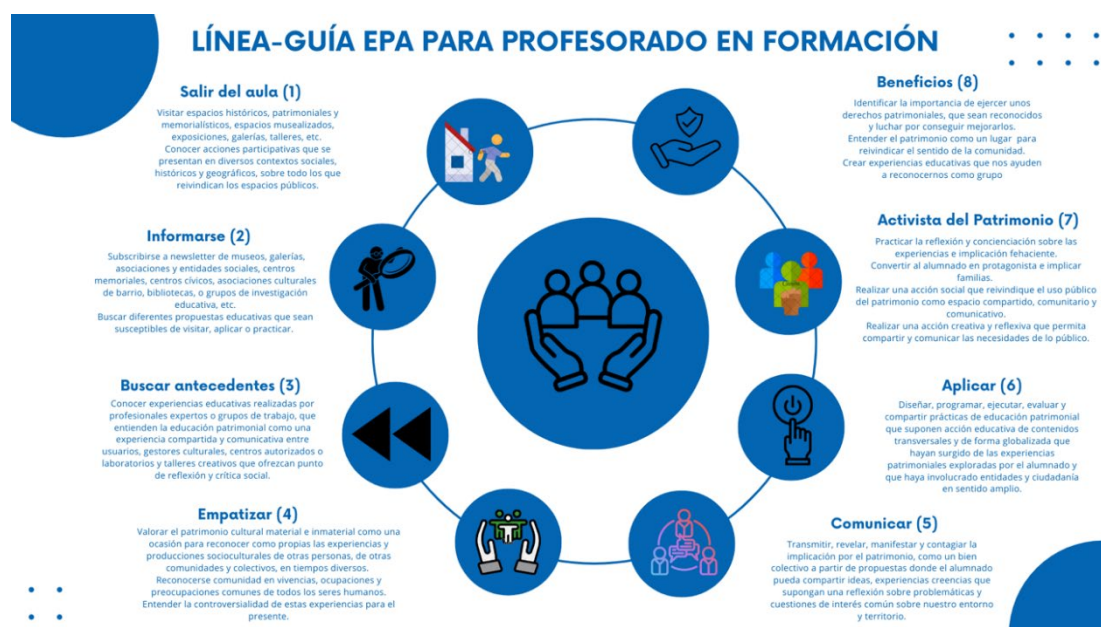 LÍNEA-GUÍA EPA PARA PROFESORADO EN FORMACIÓN
Salir del aula (1)
Visitar espacios históricos, patrimoniales y
memorialísticos, espacios musealizados,
exposiciones, galerías, talleres, etc.
Conocer acciones participativas que se
presentan en diversos contextos sociales,
históricos y geográficos, sobre todo los que
reivindican los espacios públicos.
Informarse (2)
Subscribirse a newsletter de museos, galerías,
asociaciones y entidades sociales, centros
memoriales, centros cívicos, asociaciones culturales
de barrio, bibliotecas, o grupos de investigación
educativa, etc.
Buscar diferentes propuestas educativas que sean
susceptibles de visitar, aplicar o practicar.
Buscar antecedentes (3)
Conocer experiencias educativas realizadas por
profesionales expertos o grupos de trabajo, que
entienden la educación patrimonial como una
experiencia compartida y comunicativa entre
usuarios, gestores culturales, centros autorizados o
laboratorios y talleres creativos que ofrezcan punto
de reflexión y crítica social.
Empatizar (4)
Valorar el patrimonio cultural material e inmaterial como una
ocasión para reconocer como propias las experiencias y
producciones socioculturales de otras personas, de otras
comunidades y colectivos, en tiempos diversos.
Reconocerse comunidad en vivencias, ocupaciones y
preocupaciones comunes de todos los seres humanos.
Entender la controversialidad de estas experiencias para el
presente.
Comunicar (5)
Transmitir, revelar, manifestar y contagiar la
implicación por el patrimonio, como un bien
colectivo a partir de propuestas donde el alumnado
pueda compartir ideas, experiencias creencias que
supongan una reflexión sobre problemáticas y
cuestiones de interés común sobre nuestro entorno
y territorio.
Aplicar (6)
Diseñar, programar, ejecutar, evaluar y
compartir prácticas de educación patrimonial
que suponen acción educativa de contenidos
transversales y de forma globalizada que
hayan surgido de las experiencias
patrimoniales exploradas por el alumnado y
que haya involucrado entidades y ciudadanía
en sentido amplio.
Activista del Patrimonio (7)
Practicar la reflexión y concienciación sobre las
experiencias e implicación fehaciente.
Convertir al alumnado en protagonista e implicar
familias.
Realizar una acción social que reivindique el uso público
del patrimonio como espacio compartido, comunitario y
comunicativo.
Realizar una acción creativa y reflexiva que permita
compartir y comunicar las necesidades de lo público.
Beneficios (8)
Identificar la importancia de ejercer unos
derechos patrimoniales, que sean reconocidos
y luchar por conseguir mejorarlos.
Entender el patrimonio como un lugar para
reivindicar el sentido de la comunidad.
Crear experiencias educativas que nos ayuden
a reconocernos como grupo